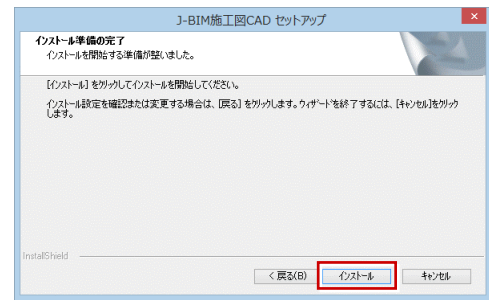 J-BIM施工図CAD セットアップ
インストール準備の完了
インストールを開始する準備が整いました。
[インストール] をクリックしてインストールを開始してください。
インストール設定を確認または変更する場合は、[戻る] をクリックします。ウィザードを終了するには、[キャンセル]をクリック
します。
InstallShield
< 戻る(B)
インストール
キャンセル